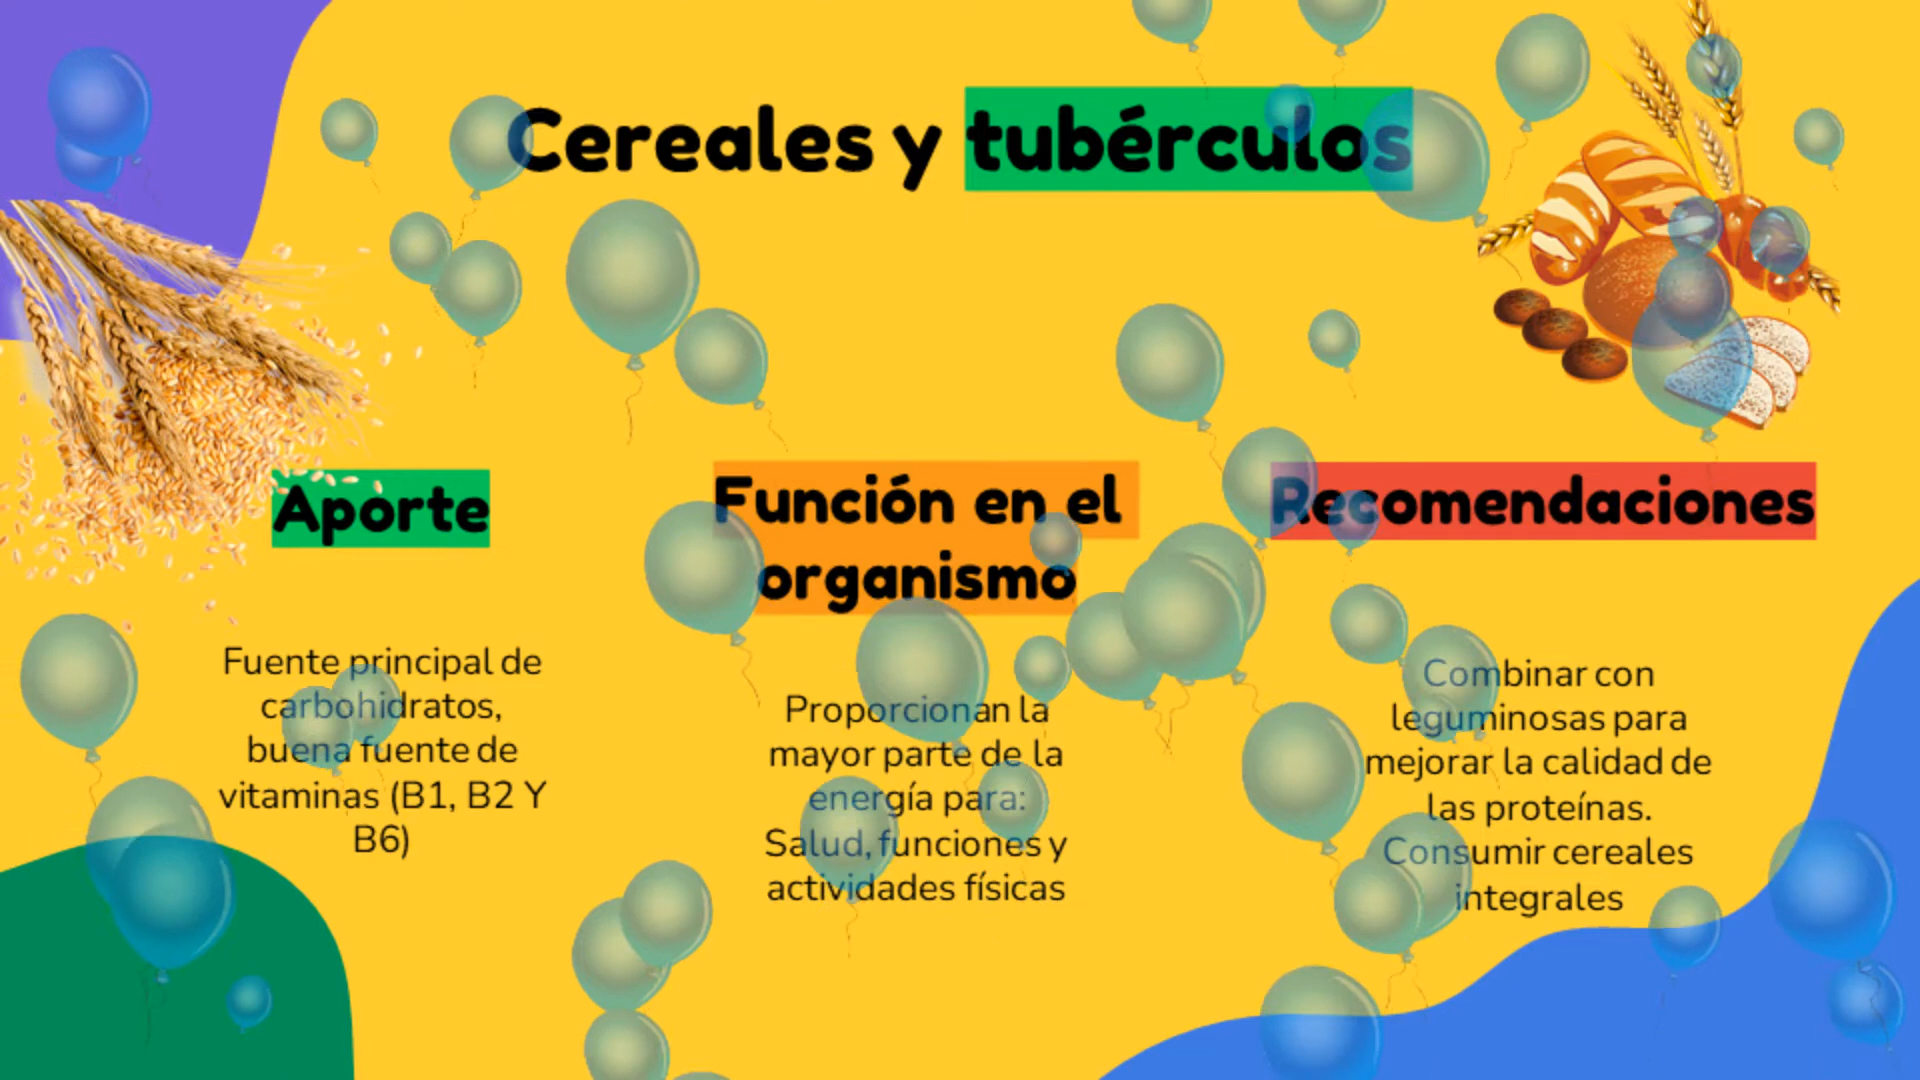 Cereales y tubérculos
Aporte
Fuente principal de
carbohidratos,
buena fuente de
vitaminas (B1, B2 Y
B6)
Función en el
organismo
Proporcionan la
mayor parte de la
energía para:
Salud, funciones y
actividades físicas
Recomendaciones
Combinar con
leguminosas para
mejorar la calidad de
las proteínas.
Consumir cereales
integrales